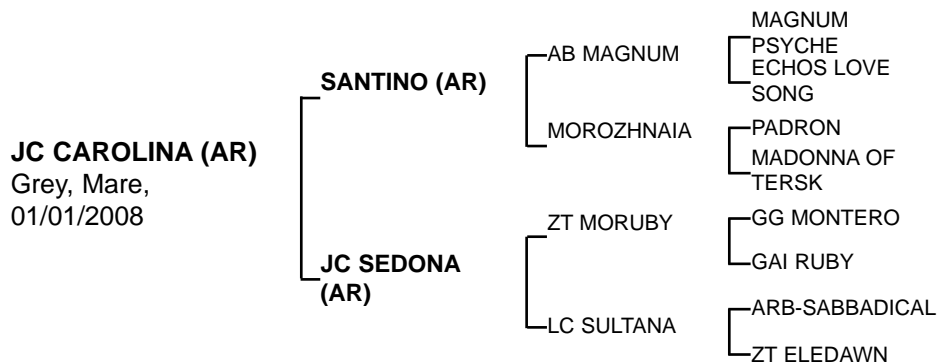 JC CAROLINA (AR)
Grey, Mare,
01/01/2008
SANTINO (AR)
JC SEDONA
(AR)
AB MAGNUM
MOROZHNAIA
ZT MORUBY
LC SULTANA
MAGNUM
PSYCHE
ECHOS LOVE
SONG
PADRON
MADONNA OF
TERSK
GG MONTERO
GAI RUBY
ARB-SABBADICAL
ZT ELEDAWN